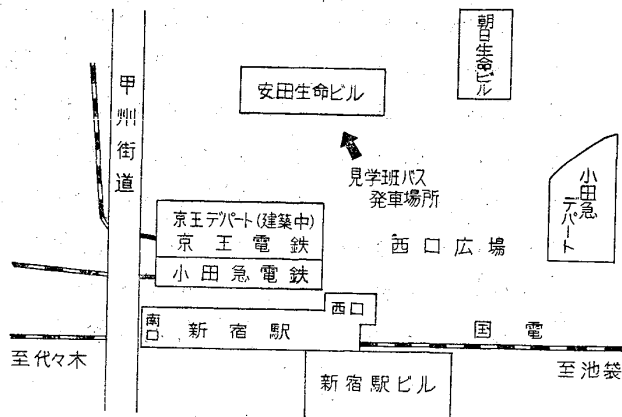 朝日生命ビル
安田生命ビル
甲州街道
見学班バス
発車場所
小田急
デパート
京王デパート(建築中)
京王電鉄
西口広場
小田急電鉄
西口
南口
新宿駅
国電
至代々木
至池袋
新宿駅ビル